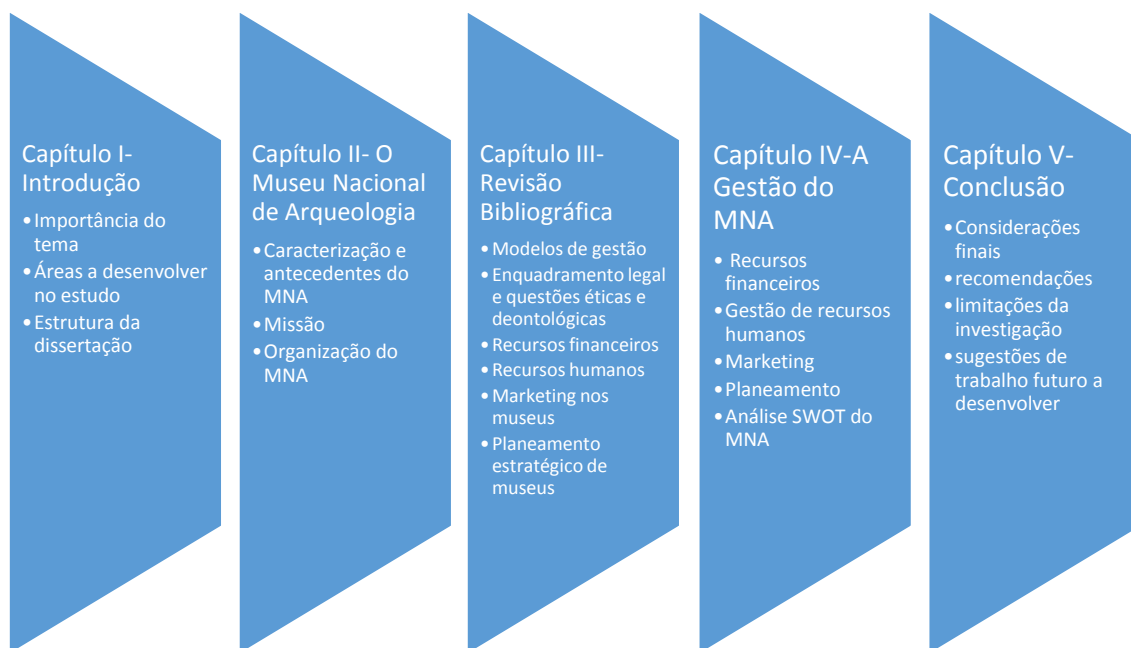 Capítulo I-
Introdução
•Importância do
tema
•Áreas a desenvolver
no estudo
•Estrutura da
dissertação
Capítulo II- O
Museu Nacional
de Arqueologia
•Caracterização e
antecedentes do
MNA
•Missão
•Organização do
MNA
Capítulo III-
Revisão
Bibliográfica
•Modelos de gestão
•Enquadramento legal
e questões éticas e
deontológicas
•Recursos financeiros
•Recursos humanos
•Marketing nos
museus
•Planeamento
estratégico de
museus
Capítulo IV-A
Gestão do
MNA
• Recursos
financeiros
•Gestão de recursos
humanos
•Marketing
•Planeamento
•Análise SWOT do
MNA
Capítulo V-
Conclusão
•Considerações
finais
•recomendações
•limitações da
investigação
•sugestões de
trabalho futuro a
desenvolver